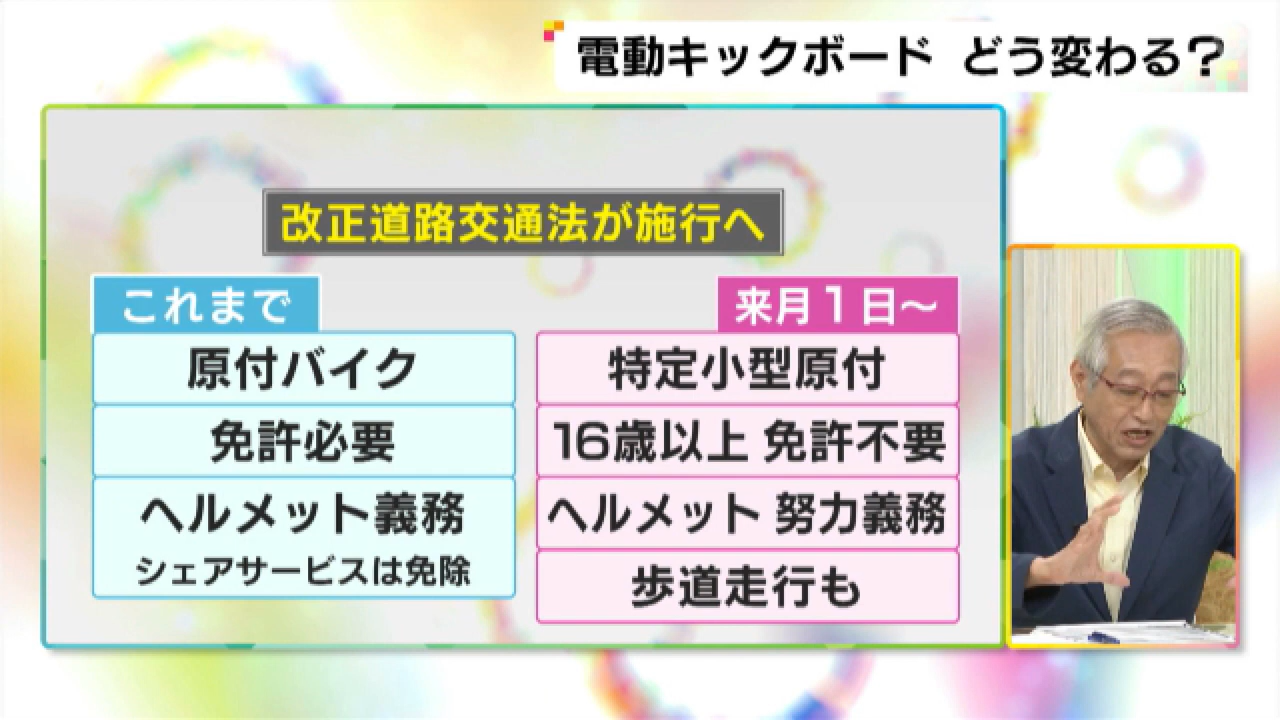 電動キックボード どう変わる?
改正道路交通法が施行へ
これまで
原付バイク
免許必要
ヘルメット義務
シェアサービスは免除
来月1日〜
特定小型原付
16歳以上 免許不要
ヘルメット 努力義務
歩道走行も